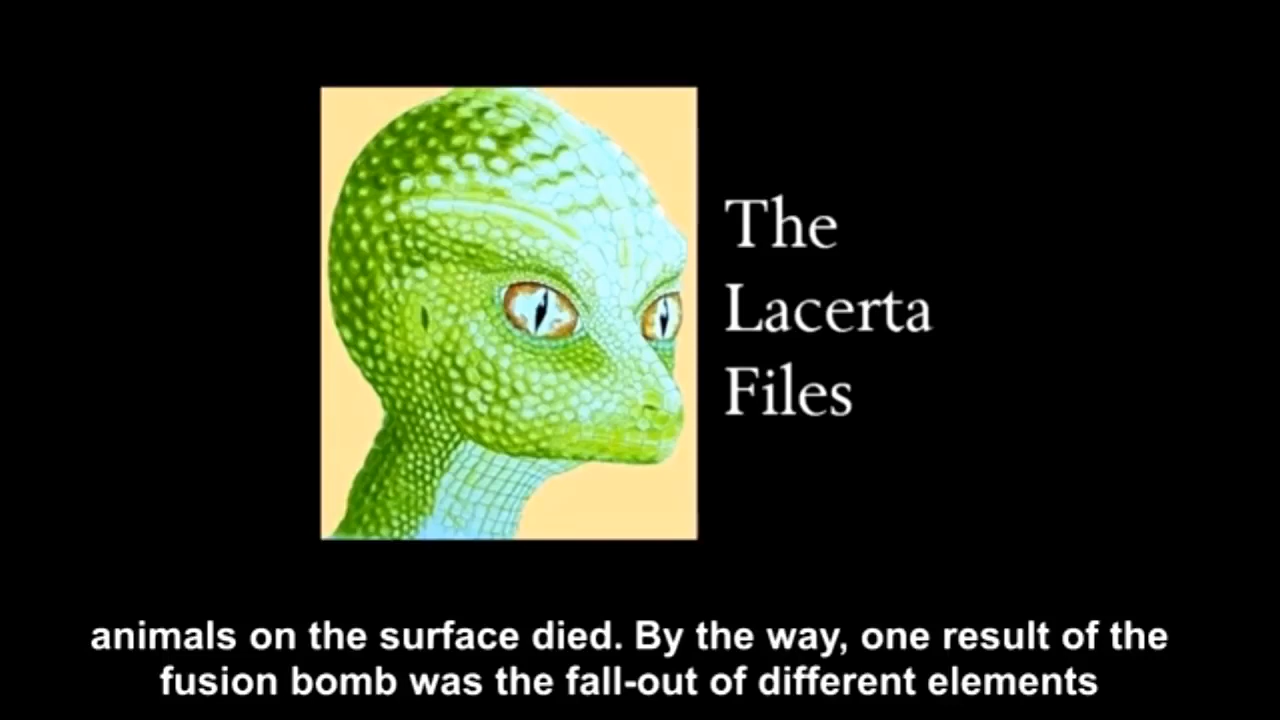 The
Lacerta
Files
animals on the surface died. By the way, one result of the
fusion bomb was the fall-out of different elements